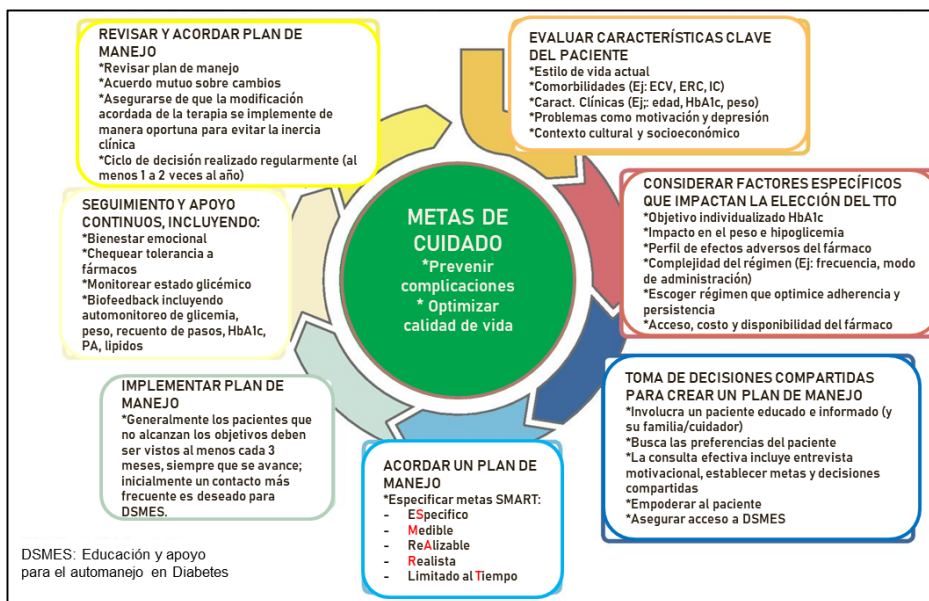 REVISAR Y ACORDAR PLAN DE
MANEJO
*Revisar plan de manejo
*Acuerdo mutuo sobre cambios
*Asegurarse de que la modificación
acordada de la terapia se implemente de
manera oportuna para evitar la inercia
clínica
*Ciclo de decisión realizado regularmente (al
menos 1 a 2 veces al año)
EVALUAR CARACTERÍSTICAS CLAVE
DEL PACIENTE
*Estilo de vida actual
*Comorbilidades (Ej: ECV, ERC, IC)
*Caract. Clínicas (Ej;: edad, HbA1c, peso)
*Problemas como motivación y depresión
*Contexto cultural y socioeconómico
SEGUIMIENTO Y APOYO
CONTINUOS, INCLUYENDO:
*Bienestar emocional
*Chequear tolerancia a
fármacos
*Monitorear estado glicémico
*Biofeedback incluyendo
automonitoreo de glicemia,
peso, recuento de pasos, HbA1c,
PA, lipidos
METAS DE
CUIDADO
*Prevenir
complicaciones
* Optimizar
calidad de vida
CONSIDERAR FACTORES ESPECÍFICOS
QUE IMPACTAN LA ELECCIÓN DEL TTO
*Objetivo individualizado HbA1c
*Impacto en el peso e hipoglicemia
*Perfil de efectos adversos del fármaco
*Complejidad del régimen (Ej: frecuencia, modo
de administración)
*Escoger régimen que optimice adherencia y
persistencia
*Acceso, costo y disponibilidad del fármaco
IMPLEMENTAR PLAN DE
MANEJO
*Generalmente los pacientes que
no alcanzan los objetivos deben
ser vistos al menos cada 3
meses, siempre que se avance;
inicialmente un contacto más
frecuente es deseado para
DSMES.
ACORDAR UN PLAN DE
MANEJO
*Especificar metas SMART:
- ESpecífico
- Medible
- ReAlizable
- Realista
- Limitado al Tiempo
TOMA DE DECISIONES COMPARTIDAS
PARA CREAR UN PLAN DE MANEJO
*Involucra un paciente educado e informado (y
su familia/cuidador)
*Busca las preferencias del paciente
*La consulta efectiva incluye entrevista
motivacional, establecer metas y decisiones
compartidas
*Empoderar al paciente
*Asegurar acceso a DSMES
DSMES: Educación y apoyo
para el automanejo en Diabetes